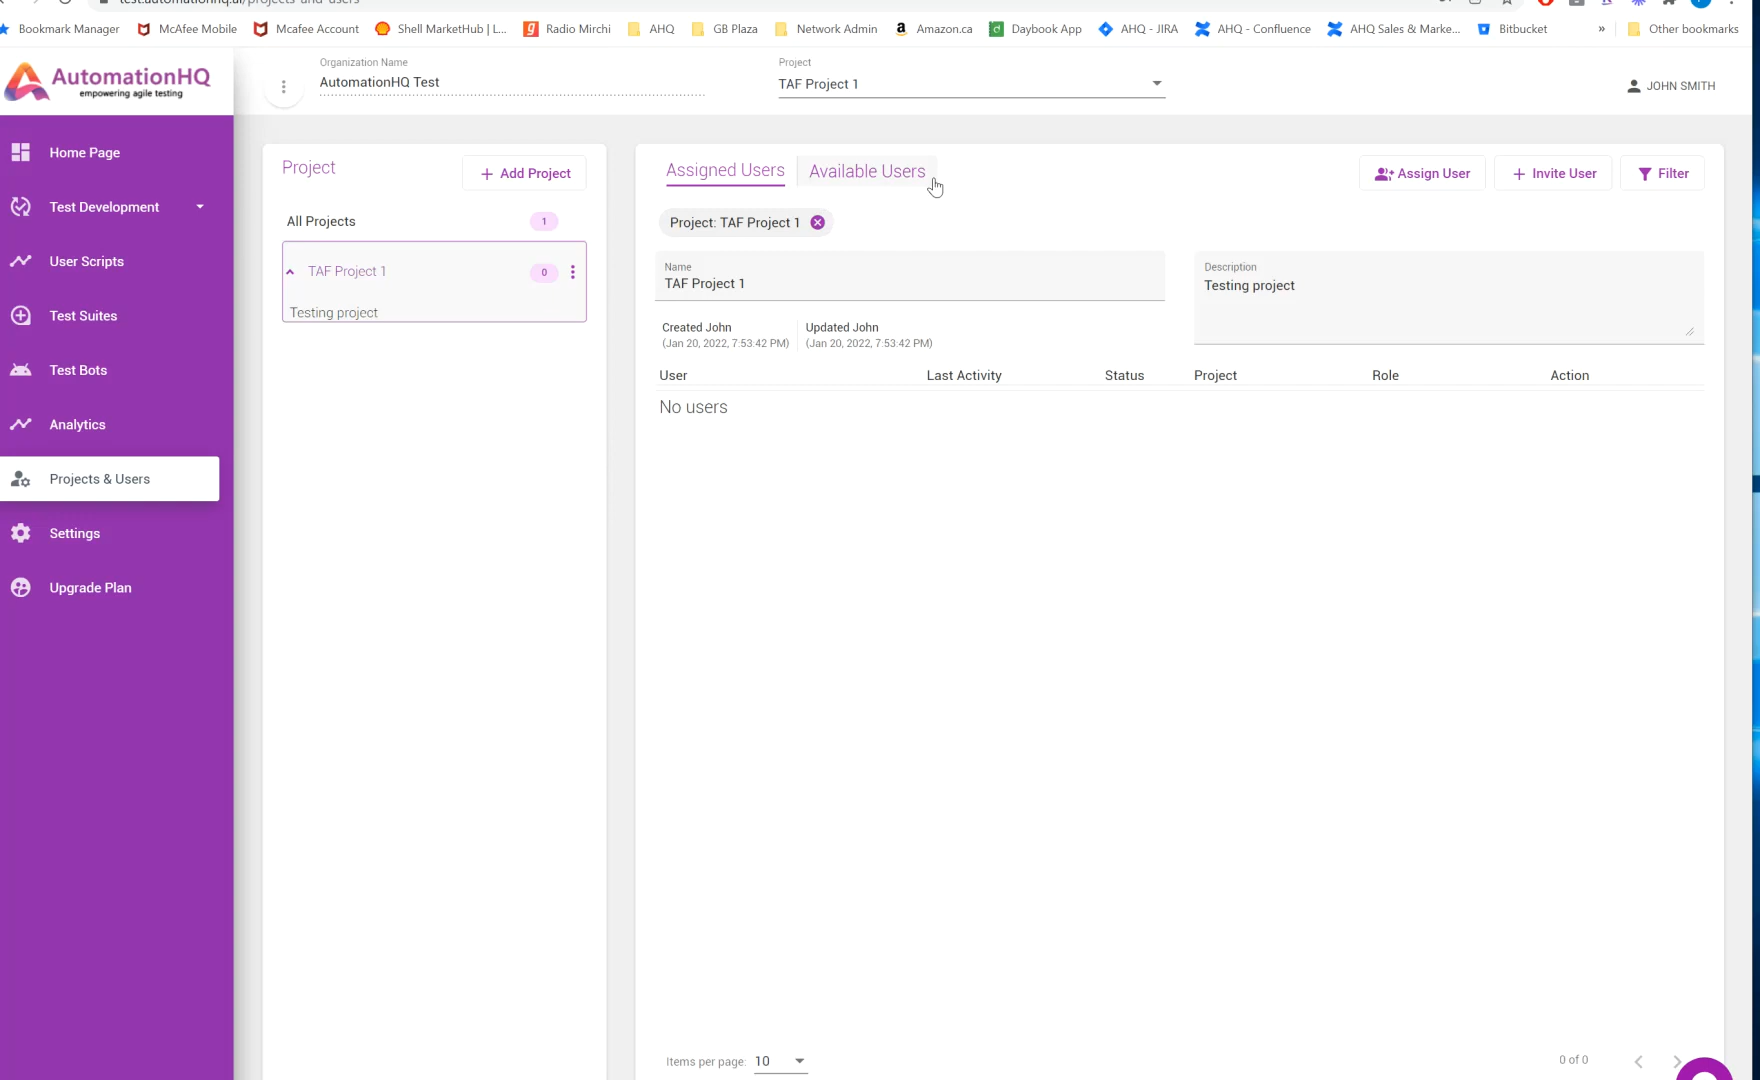 test.automationhq.ai/projects-and-users
Bookmark Manager McAfee Mobile Mcafee Account Shell MarketHub | L... Radio Mirchi AHQ GB Plaza Network Admin Amazon.ca Daybook App AHQ - JIRA AHQ - Confluence AHQ Sales & Marke... Bitbucket » Other bookmarks
AutomationHQ
empowering agile testing
Organization Name
AutomationHQ Test
Project
TAF Project 1
JOHN SMITH
Home Page
Test Development
User Scripts
Test Suites
Test Bots
Analytics
Projects & Users
Settings
Upgrade Plan
Project
+ Add Project
All Projects 1
TAF Project 1 0
Testing project
Assigned Users Available Users
Assign User + Invite User Filter
Project: TAF Project 1
Name
TAF Project 1
Description
Testing project
Created John
(Jan 20, 2022, 7:53:42 PM)
Updated John
(Jan 20, 2022, 7:53:42 PM)
User Last Activity Status Project Role Action
No users
Items per page: 10 0 of 0